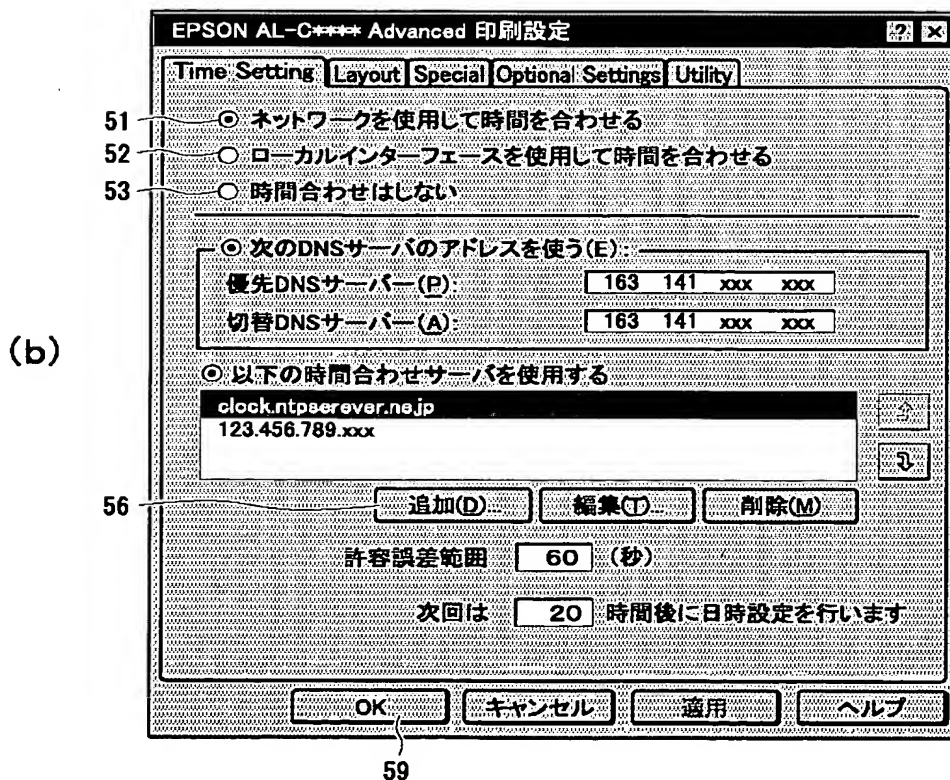 EPSON AL-C**** Advanced 印刷設定
Time Setting Layout Special Optional Settings Utility
51 ネットワークを使用して時間を合わせる
52 ローカルインターフェースを使用して時間を合わせる
53 時間合わせはしない
次のDNSサーバのアドレスを使う(E):
優先DNSサーバー(P): 163 141 xxx xxx
切替DNSサーバー(A): 163 141 xxx xxx
(b)
以下の時間合わせサーバを使用する
clock.ntpserever.ne.jp
123.456.789.xxx
56 追加(D)... 編集(T)... 削除(M)
許容誤差範囲 60 (秒)
次回は 20 時間後に日時設定を行います
OK キャンセル 適用 ヘルプ
59